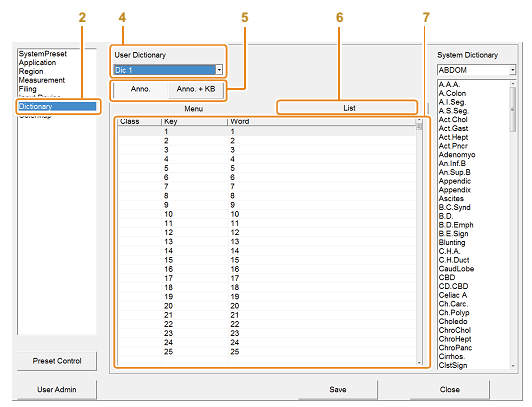 2
4
5
6
7
SystemPreset
Application
Region
Measurement
Filing
Dictionary
User Dictionary
Dic 1
Anno.
Anno. + KB
Menu
List
Class Key Word
1 1
2 2
3 3
4 4
5 5
6 6
7 7
8 8
9 9
10 10
11 11
12 12
13 13
14 14
15 15
16 16
17 17
18 18
19 19
20 20
21 21
22 22
23 23
24 24
25 25
System Dictionary
ABDOM
A.A.A.
A.Colon
A.I.Seg.
A.S.Seg.
Act.Chol
Act.Gast
Act.Hept
Act.Pncr
Adenomyo
An.Inf.B
An.Sup.B
Appendic
Appendix
Ascites
B.C.Synd
B.D.
B.D.Emph
B.E.Sign
Blunting
C.H.A.
C.H.Duct
CaudLobe
CBD
CD.CBD
Celiac A
Ch.Carc.
Ch.Polyp
Choledo
ChroChol
ChroHept
ChroPanc
Cirrhos.
ClstSign
Preset Control
User Admin
Save
Close